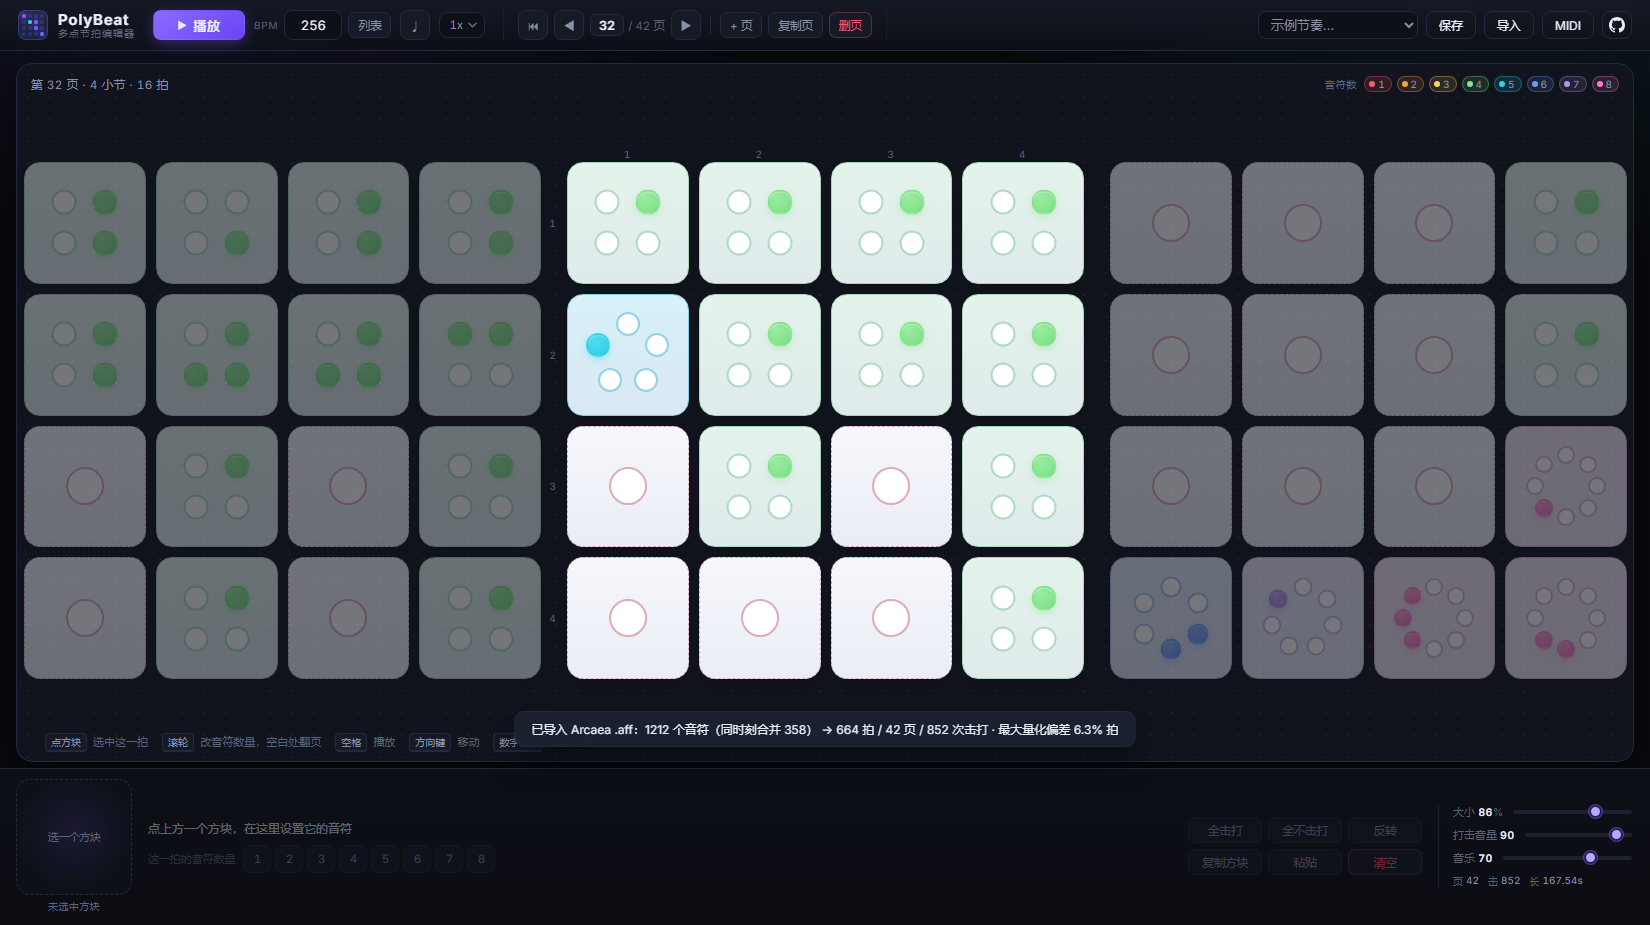 PolyBeat
多点节拍编辑器
播放
BPM
256
列表
♩
1x
32
/ 42 页
+ 页
复制页
删页
示例节奏...
保存
导入
MIDI
第 32 页 · 4 小节 · 16 拍
音符数
1
2
3
4
5
6
7
8
1
2
3
4
1
2
3
4
点方块 选中这一拍 滚轮 改音符数量，空白处翻页 空格 播放 方向键 移动 数字
已导入 Arcaea .aff：1212 个音符（同时刻合并 358） → 664 拍 / 42 页 / 852 次击打 · 最大量化偏差 6.3% 拍
选一个方块
未选中方块
点上方一个方块，在这里设置它的音符
这一拍的音符数量 1 2 3 4 5 6 7 8
全击打 全不击打 反转
复制方块 粘贴 清空
大小 86%
打击音量 90
音乐 70
页 42 击 852 长 167.54s